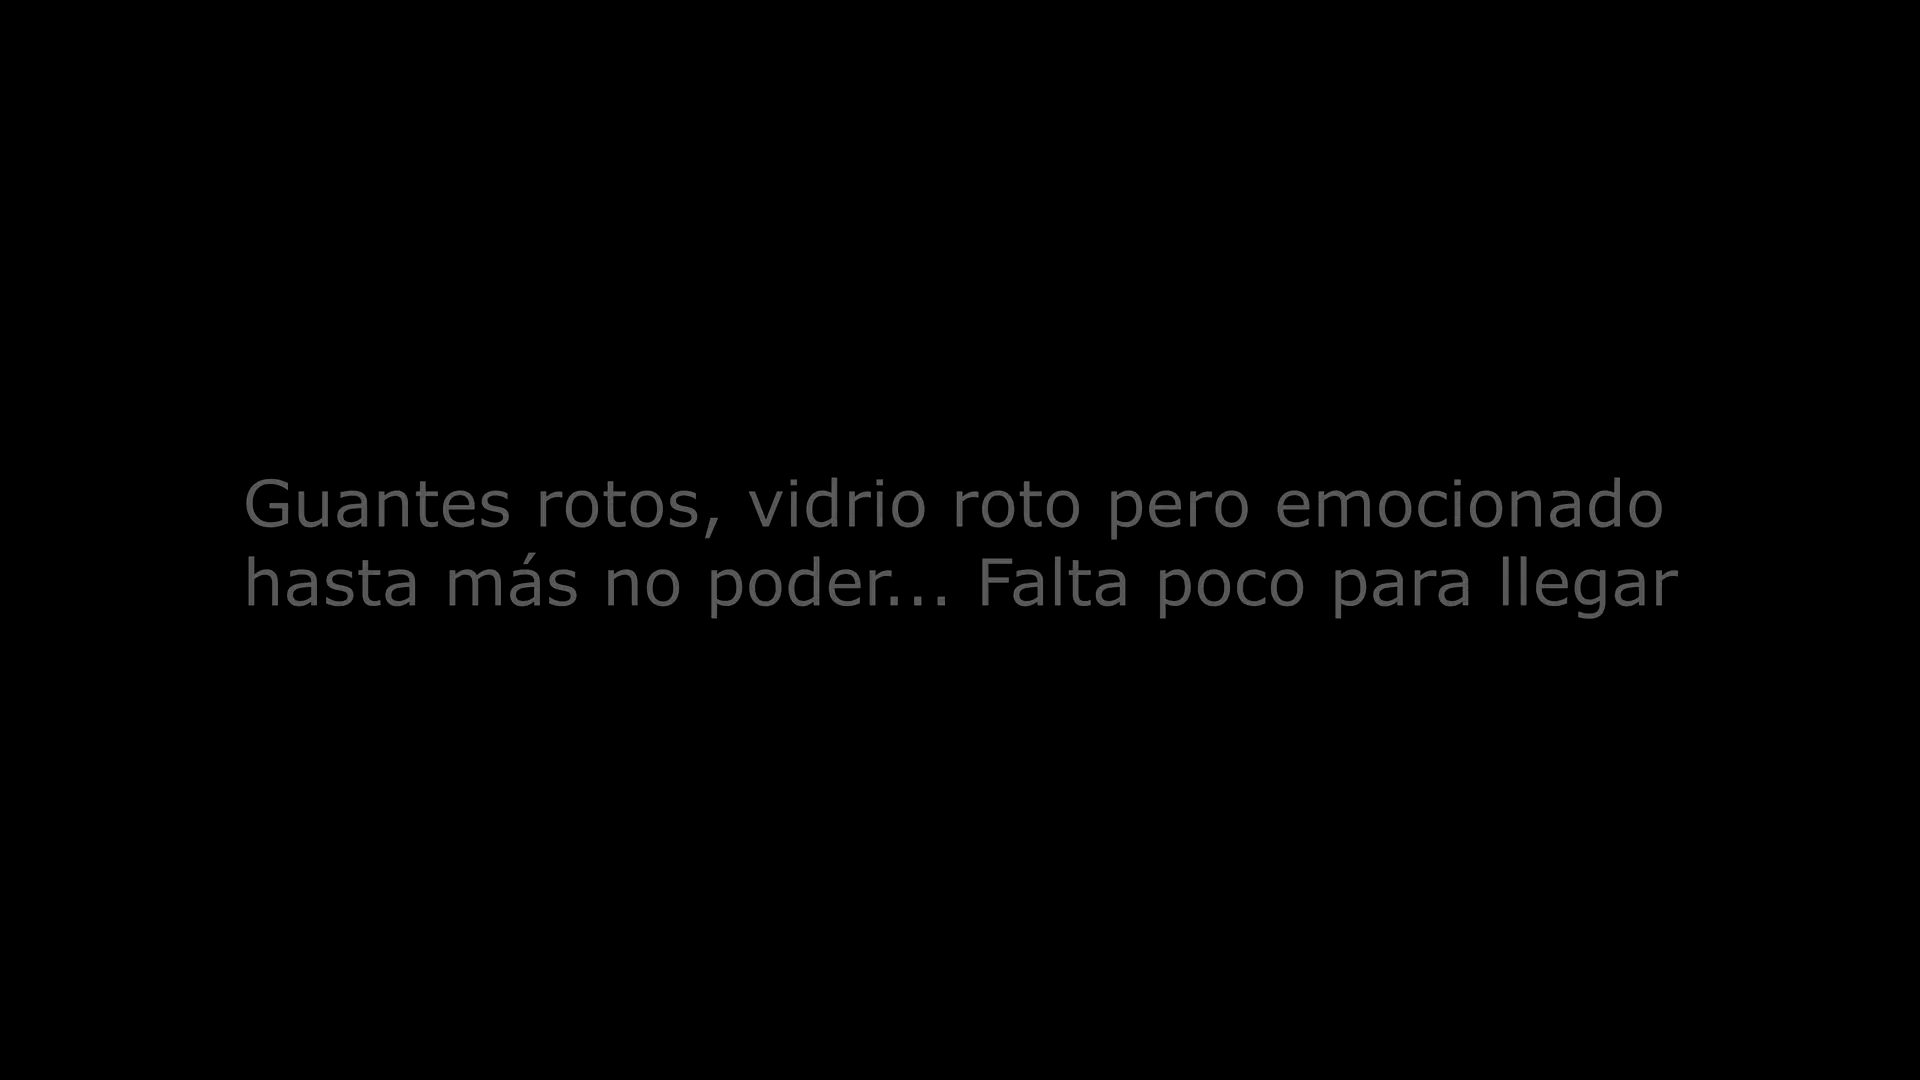 Guantes rotos, vidrio roto pero emocionado
hasta más no poder... Falta poco para llegar